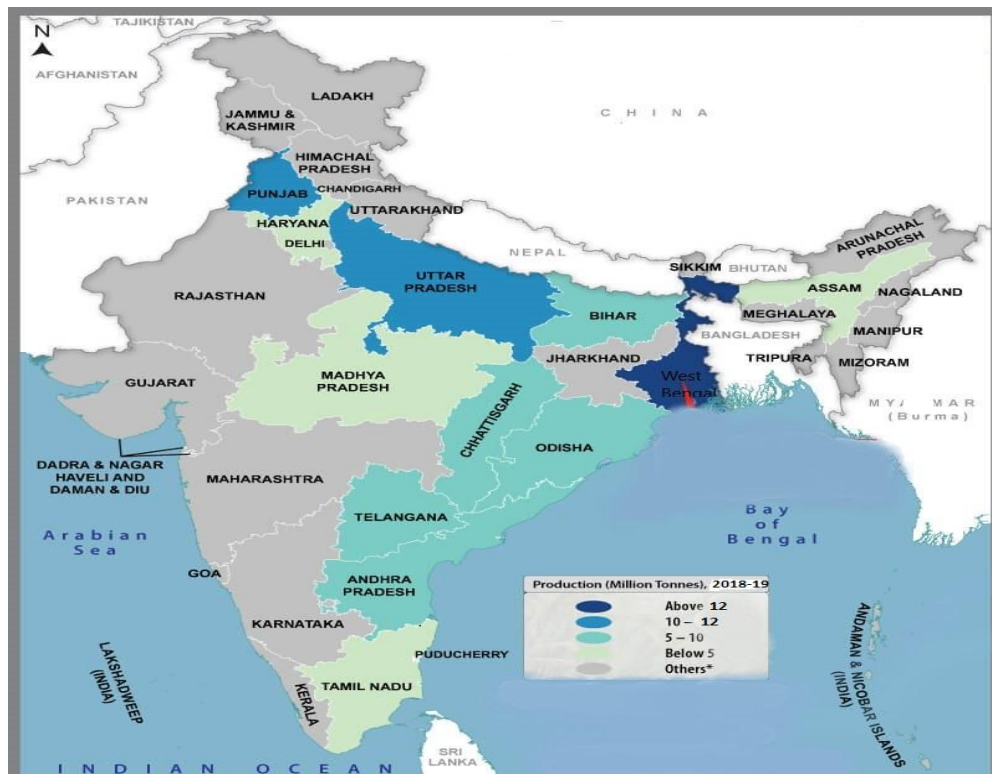 TAJIKISTAN
N
AFGHANISTAN
LADAKH
CHINA
JAMMU &
KASHMIR
HIMACHAL
PRADESH
PUNJAB
CHANDIGARH
PAKISTAN
UTTARAKHAND
HARYANA
DELHI
NEPAL
ARUNACHAL
PRADESH
SIKKIM
BHUTAN
UTTAR
PRADESH
RAJASTHAN
ASSAM
NAGALAND
BIHAR
MEGHALAYA
BANGLADESH
MANIPUR
JHARKHAND
TRIPURA
MIZORAM
GUJARAT
MADHYA
PRADESH
West
Bengal
MYA MAR
(Burma)
CHHATTISGARH
ODISHA
DADRA & NAGAR
HAVELI AND
DAMAN & DIU
MAHARASHTRA
TELANGANA
Bay
of
Bengal
Arabian
Sea
GOA
ANDHRA
PRADESH
Production (Million Tonnes), 2018-19
Above 12
10 – 12
5 – 10
Below 5
Others*
KARNATAKA
PUDUCHERRY
LAKSHADWEEP
(INDIA)
KERALA
TAMIL NADU
ANDAMAN & NICOBAR ISLANDS
(INDIA)
SRI
LANKA
INDIAN OCEAN